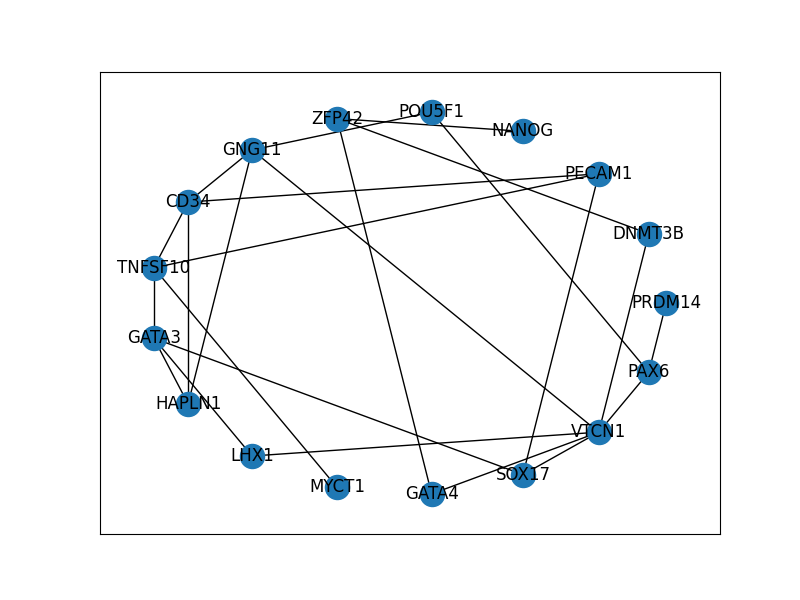 POU5F1
ZFP42
NANOG
GNG11
PECAM1
CD34
DNMT3B
TNFSF10
PRDM14
GATA3
PAX6
HAPLN1
VTCN1
LHX1
SOX17
MYCT1
GATA4